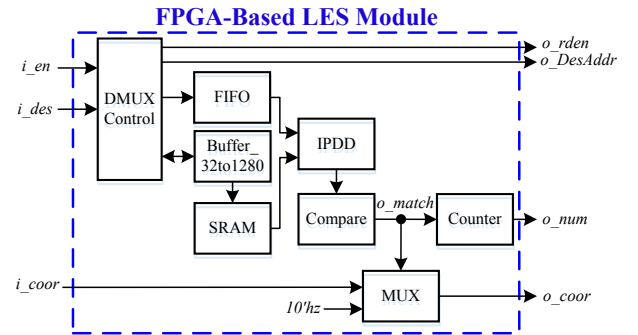 FPGA-Based LES Module
o_rden
o_DesAddr
i_en
i_des
DMUX
Control
FIFO
Buffer_
32to1280
SRAM
IPDD
Compare
o_match
Counter
o_num
i_coor
10'hz
MUX
o_coor